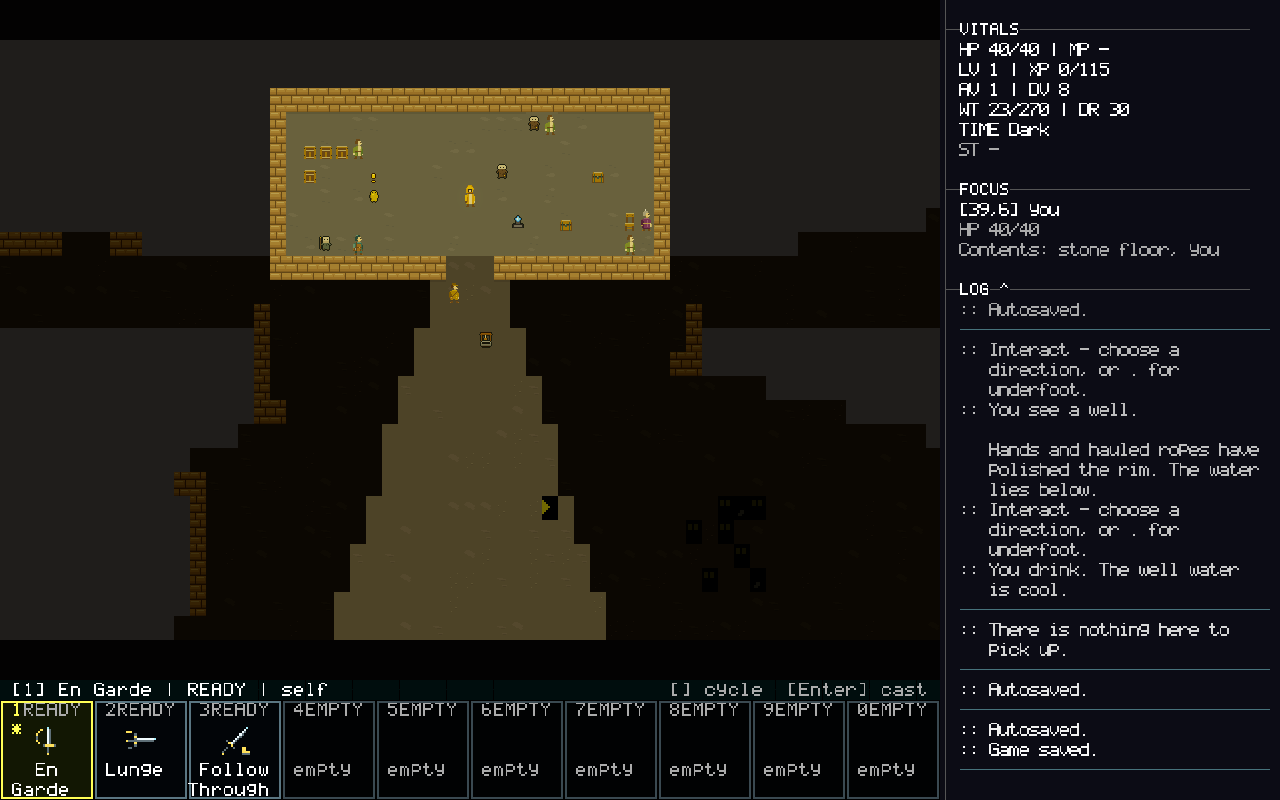 VITALS
HP 40/40 | MP -
LV 1 | XP 0/115
AV 1 | DV 8
WT 23/270 | DR 30
TIME Dark
ST -
FOCUS
[39,6] You
HP 40/40
Contents: stone floor, You
LOG ^
:: Autosaved.
:: Interact - choose a
direction, or . for
underfoot.
:: You see a well.
Hands and hauled ropes have
polished the rim. The water
lies below.
:: Interact - choose a
direction, or . for
underfoot.
:: You drink. The well water
is cool.
:: There is nothing here to
pick up.
:: Autosaved.
:: Autosaved.
:: Game saved.
[1] En Garde | READY | self [] cycle [Enter] cast
1READY 2READY 3READY 4EMPTY 5EMPTY 6EMPTY 7EMPTY 8EMPTY 9EMPTY 0EMPTY
*
En Lunge Follow empty empty empty empty empty empty empty
Garde Through